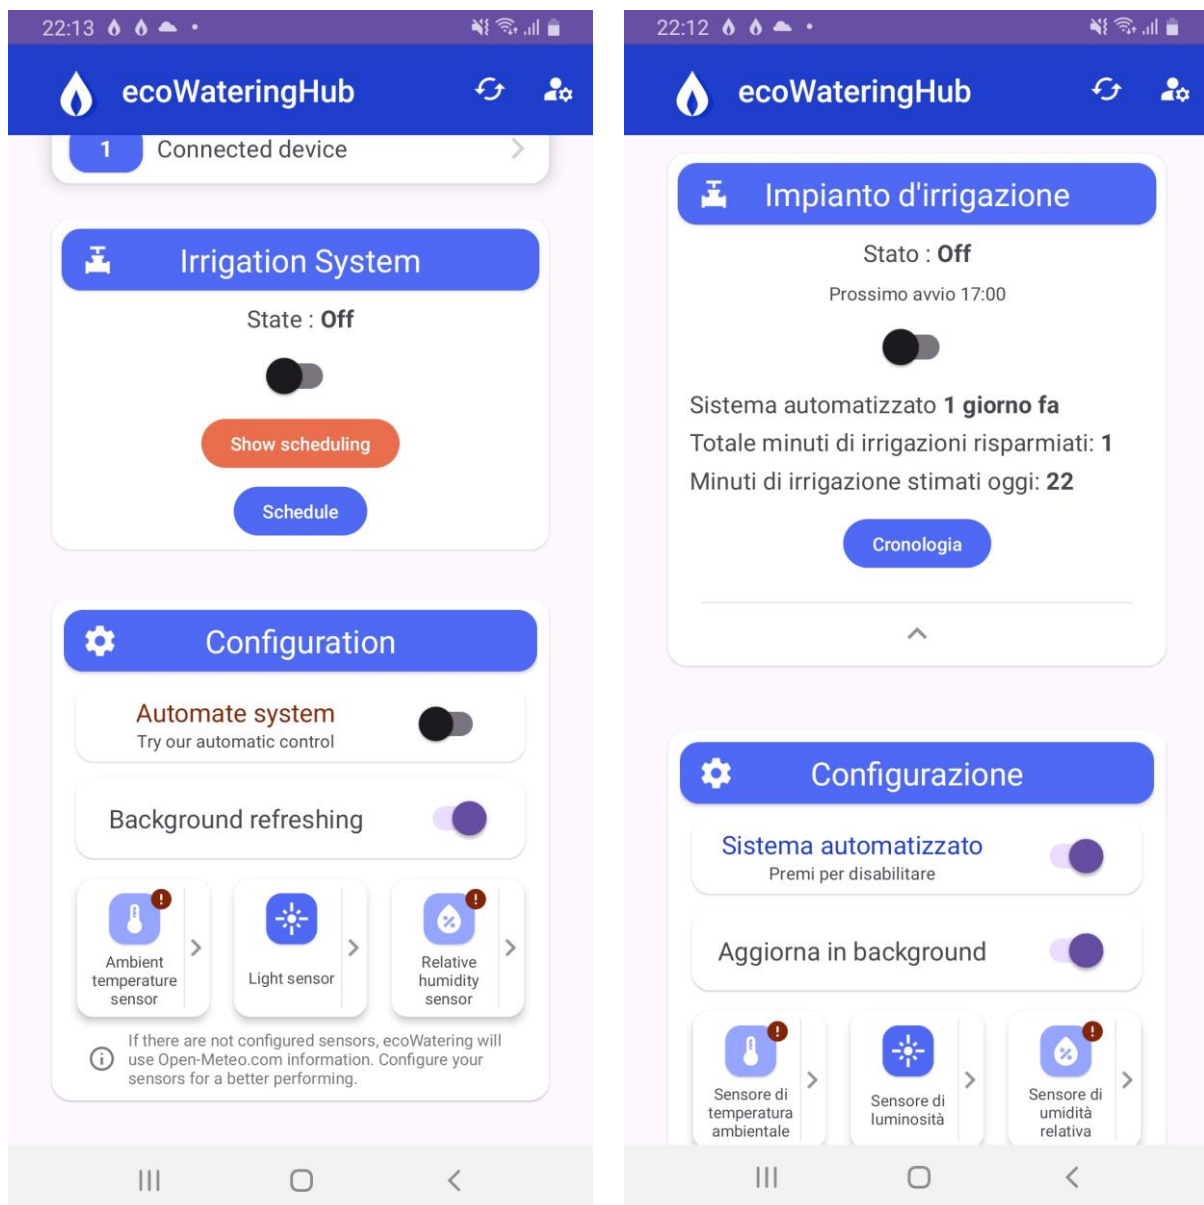 22:13
ecoWateringHub
1 Connected device
Irrigation System
State : Off
Show scheduling
Schedule
Configuration
Automate system
Try our automatic control
Background refreshing
Ambient
temperature
sensor
Light sensor
Relative
humidity
sensor
If there are not configured sensors, ecoWatering will
use Open-Meteo.com information. Configure your
sensors for a better performing.
22:12
ecoWateringHub
Impianto d'irrigazione
Stato : Off
Prossimo avvio 17:00
Sistema automatizzato 1 giorno fa
Totale minuti di irrigazioni risparmiati: 1
Minuti di irrigazione stimati oggi: 22
Cronologia
Configurazione
Sistema automatizzato
Premi per disabilitare
Aggiorna in background
Sensore di
temperatura
ambientale
Sensore di
luminosità
Sensore di
umidità
relativa